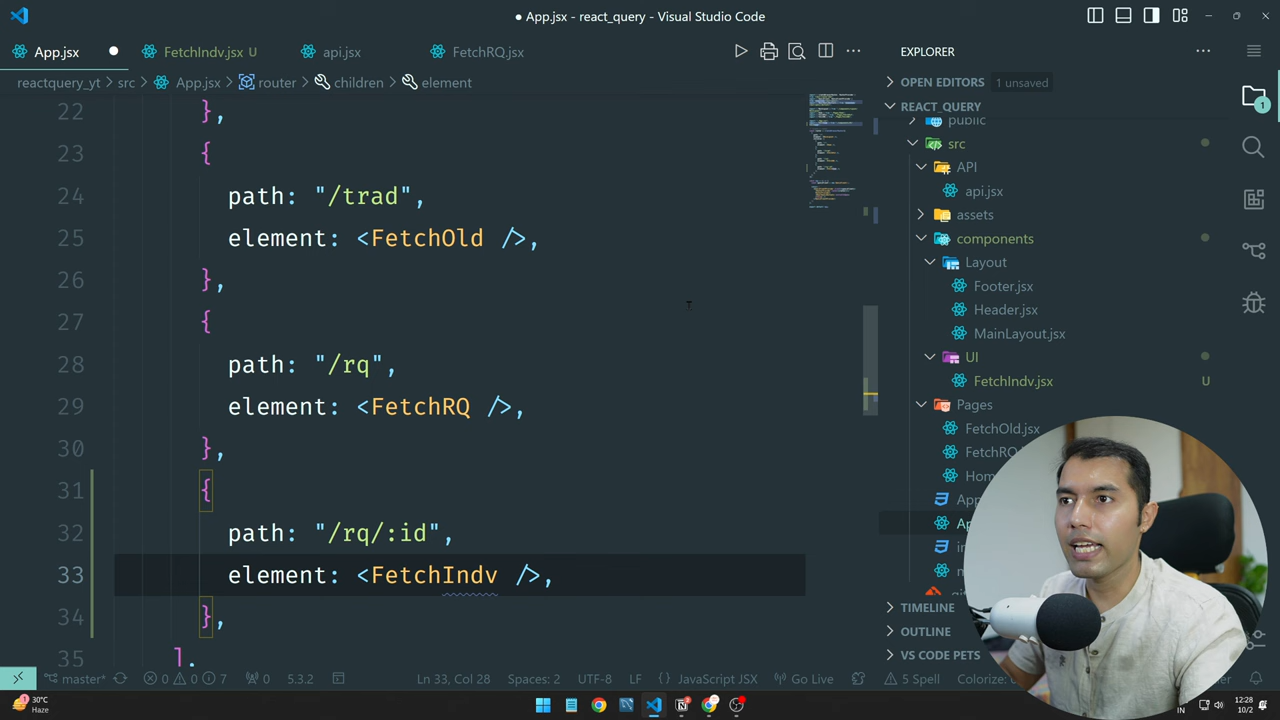 App.jsx - react_query - Visual Studio Code
App.jsx
FetchIndv.jsx U
api.jsx
FetchRQ.jsx
EXPLORER
reactquery_yt > src > App.jsx > router > children > element
OPEN EDITORS 1 unsaved
REACT_QUERY
public
src
API
api.jsx
assets
components
Layout
Footer.jsx
Header.jsx
MainLayout.jsx
UI
FetchIndv.jsx U
Pages
FetchOld.jsx
FetchRQ
Hom
App
Ap
TIMELINE
OUTLINE
VS CODE PETS
22 },
23 {
24 path: "/trad",
25 element: <FetchOld />,
26 },
27 {
28 path: "/rq",
29 element: <FetchRQ />,
30 },
31 {
32 path: "/rq/:id",
33 element: <FetchIndv />,
34 },
35 ],
master* 0 0 7 0 5.3.2 Ln 33, Col 28 Spaces: 2 UTF-8 LF {} JavaScript JSX Go Live 5 Spell Colorize: 
30°C
Haze
IN
12:28
10/2